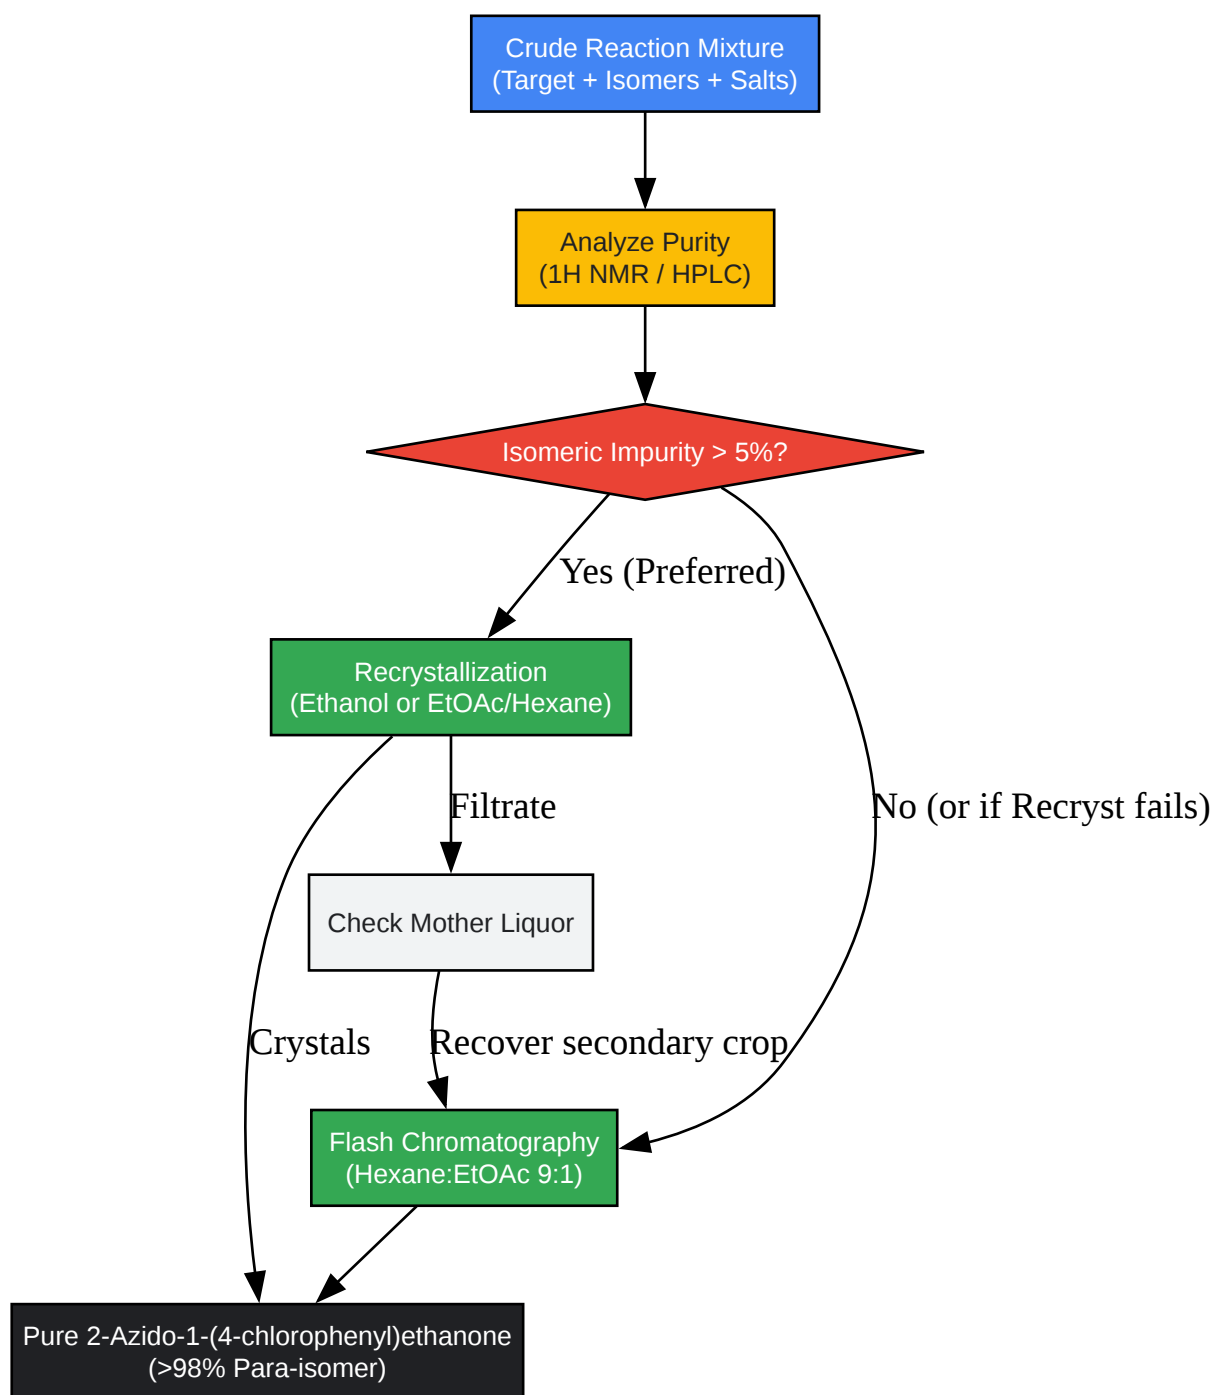 Crude Reaction Mixture
(Target + Isomers + Salts)
Analyze Purity
(1H NMR / HPLC)
Isomeric Impurity > 5%?
Yes (Preferred)
Recrystallization
(Ethanol or EtOAc/Hexane)
Filtrate
No (or if Recryst fails)
Check Mother Liquor
Crystals
Recover secondary crop
Flash Chromatography
(Hexane:EtOAc 9:1)
Pure 2-Azido-1-(4-chlorophenyl)ethanone
(>98% Para-isomer)